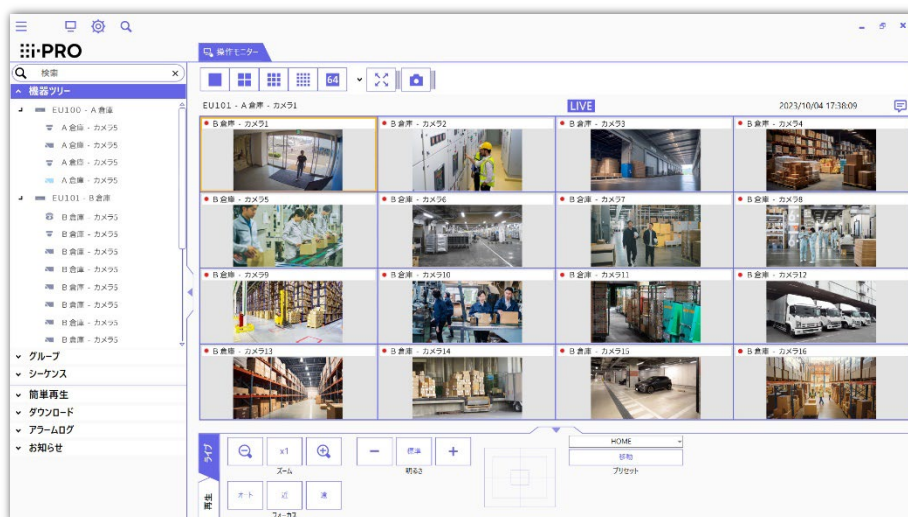 i-PRO
操作モニター
検索
機器ツリー
EU100 - A倉庫
A倉庫 - カメラ5
A倉庫 - カメラ5
A倉庫 - カメラ5
A倉庫 - カメラ5
EU101 - B倉庫
B倉庫 - カメラ5
B倉庫 - カメラ5
B倉庫 - カメラ5
B倉庫 - カメラ5
B倉庫 - カメラ5
B倉庫 - カメラ5
B倉庫 - カメラ5
B倉庫 - カメラ5
グループ
シーケンス
簡単再生
ダウンロード
アラームログ
お知らせ
64
EU101 - A倉庫 - カメラ1 LIVE 2023/10/04 17:38:09
B倉庫 - カメラ1 B倉庫 - カメラ2 B倉庫 - カメラ3 B倉庫 - カメラ4
B倉庫 - カメラ5 B倉庫 - カメラ6 B倉庫 - カメラ7 B倉庫 - カメラ8
B倉庫 - カメラ9 B倉庫 - カメラ10 B倉庫 - カメラ11 B倉庫 - カメラ12
B倉庫 - カメラ13 B倉庫 - カメラ14 B倉庫 - カメラ15 B倉庫 - カメラ16
ライブ
再生
x1
ズーム
標準
明るさ
HOME
移動
プリセット
オート 近 遠
フォーカス